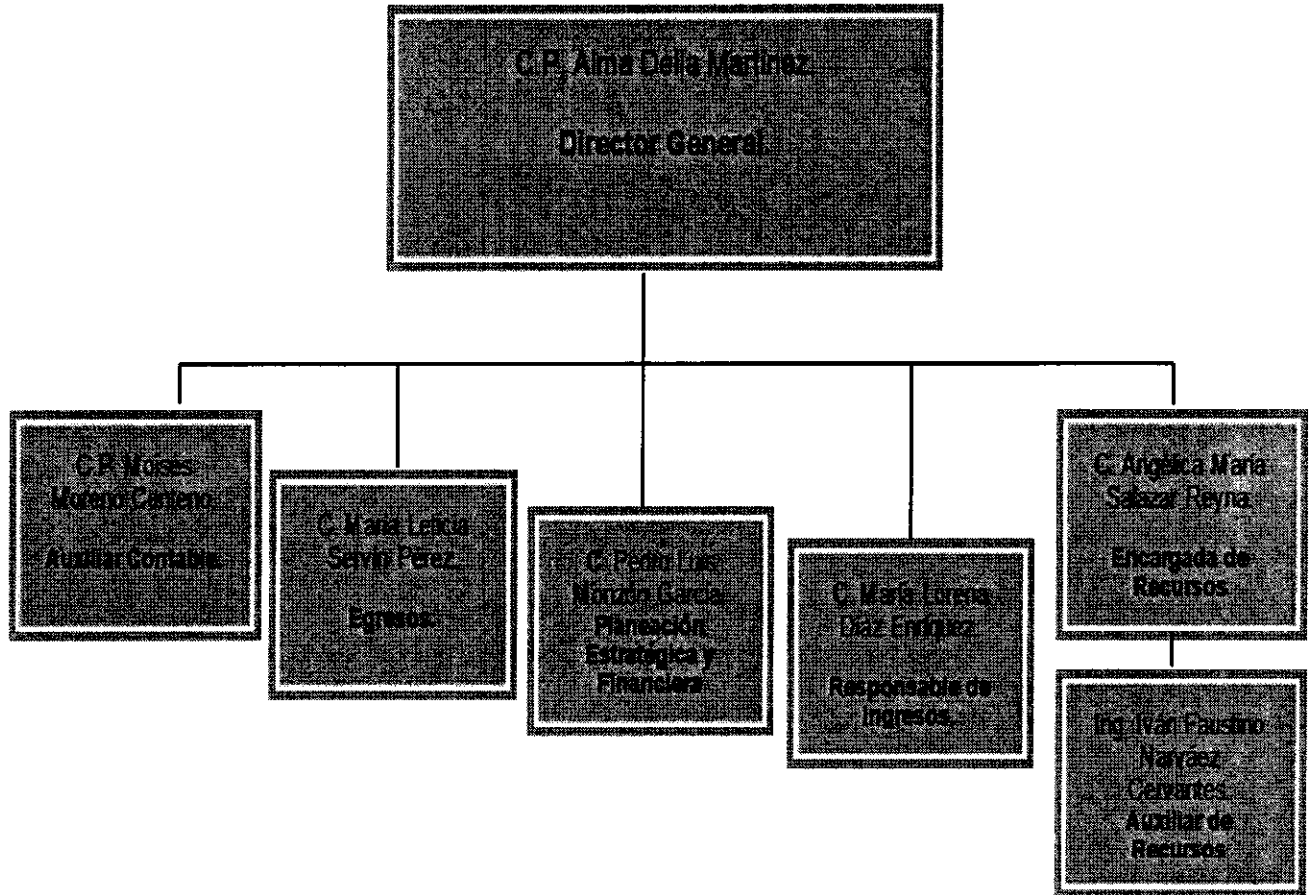 C.P. Alma Delia Martínez.
Director General.
C.P. Moises
Moreno Centeno.
Auxiliar Contable.
C. María Leticia
Servín Pérez.
Egresos.
C. Pedro Luis
Monzón García
Planeación
Estratégica y
Financiera
C. María Lorena
Díaz Enríquez
Responsable de
Ingresos.
C. Angélica María
Salazar Reyna.
Encargada de
Recursos
Ing. Iván Faustino
Narváez
Cervantes.
Auxiliar de
Recursos